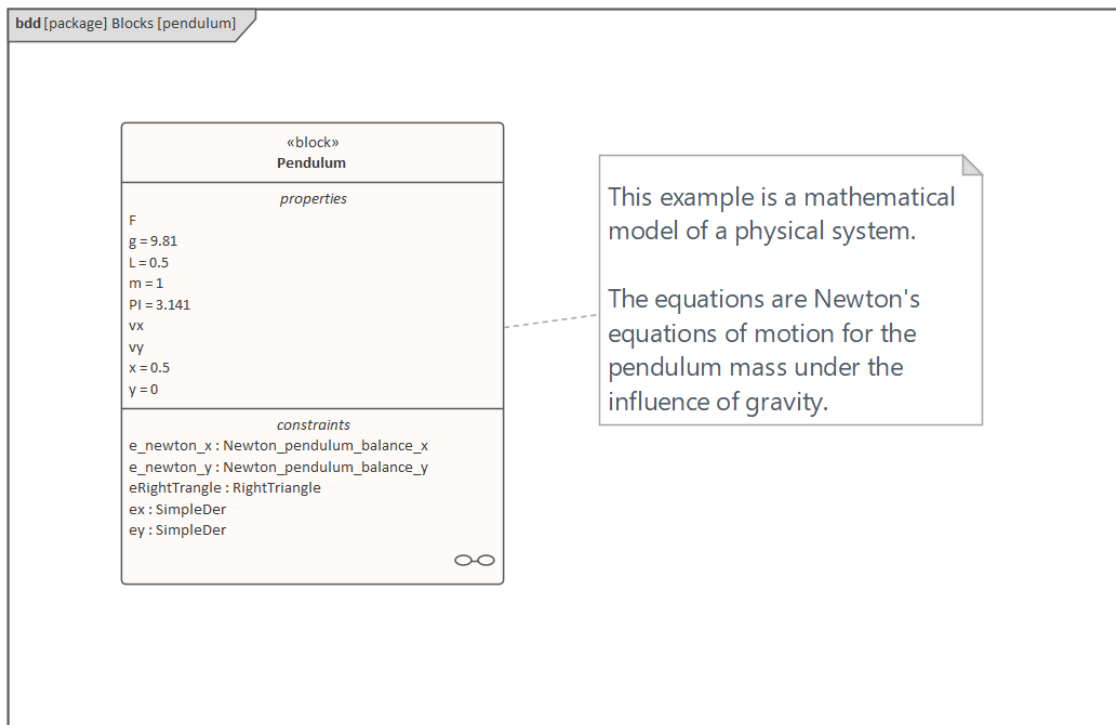 bdd [package] Blocks [pendulum]
«block»
Pendulum
properties
F
g = 9.81
L = 0.5
m = 1
PI = 3.141
vx
vy
x = 0.5
y = 0
constraints
e_newton_x : Newton_pendulum_balance_x
e_newton_y : Newton_pendulum_balance_y
eRightTrangle : RightTriangle
ex : SimpleDer
ey : SimpleDer
This example is a mathematical
model of a physical system.
The equations are Newton's
equations of motion for the
pendulum mass under the
influence of gravity.